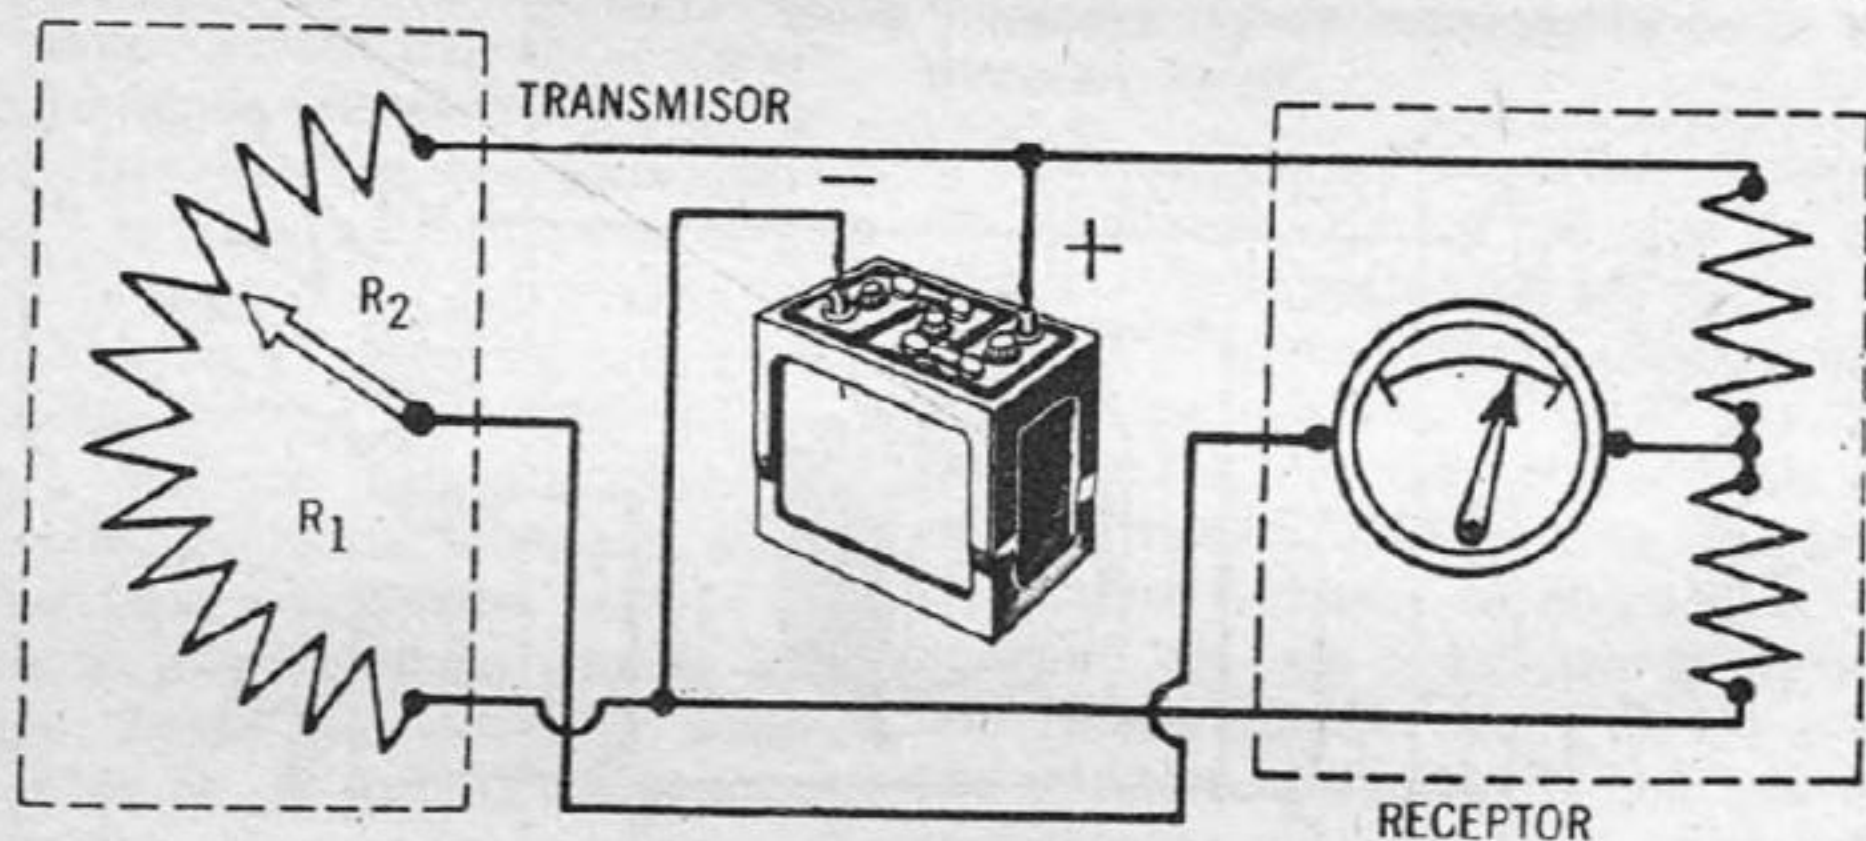 TRANSMISOR
−
+
R2
R1
RECEPTOR